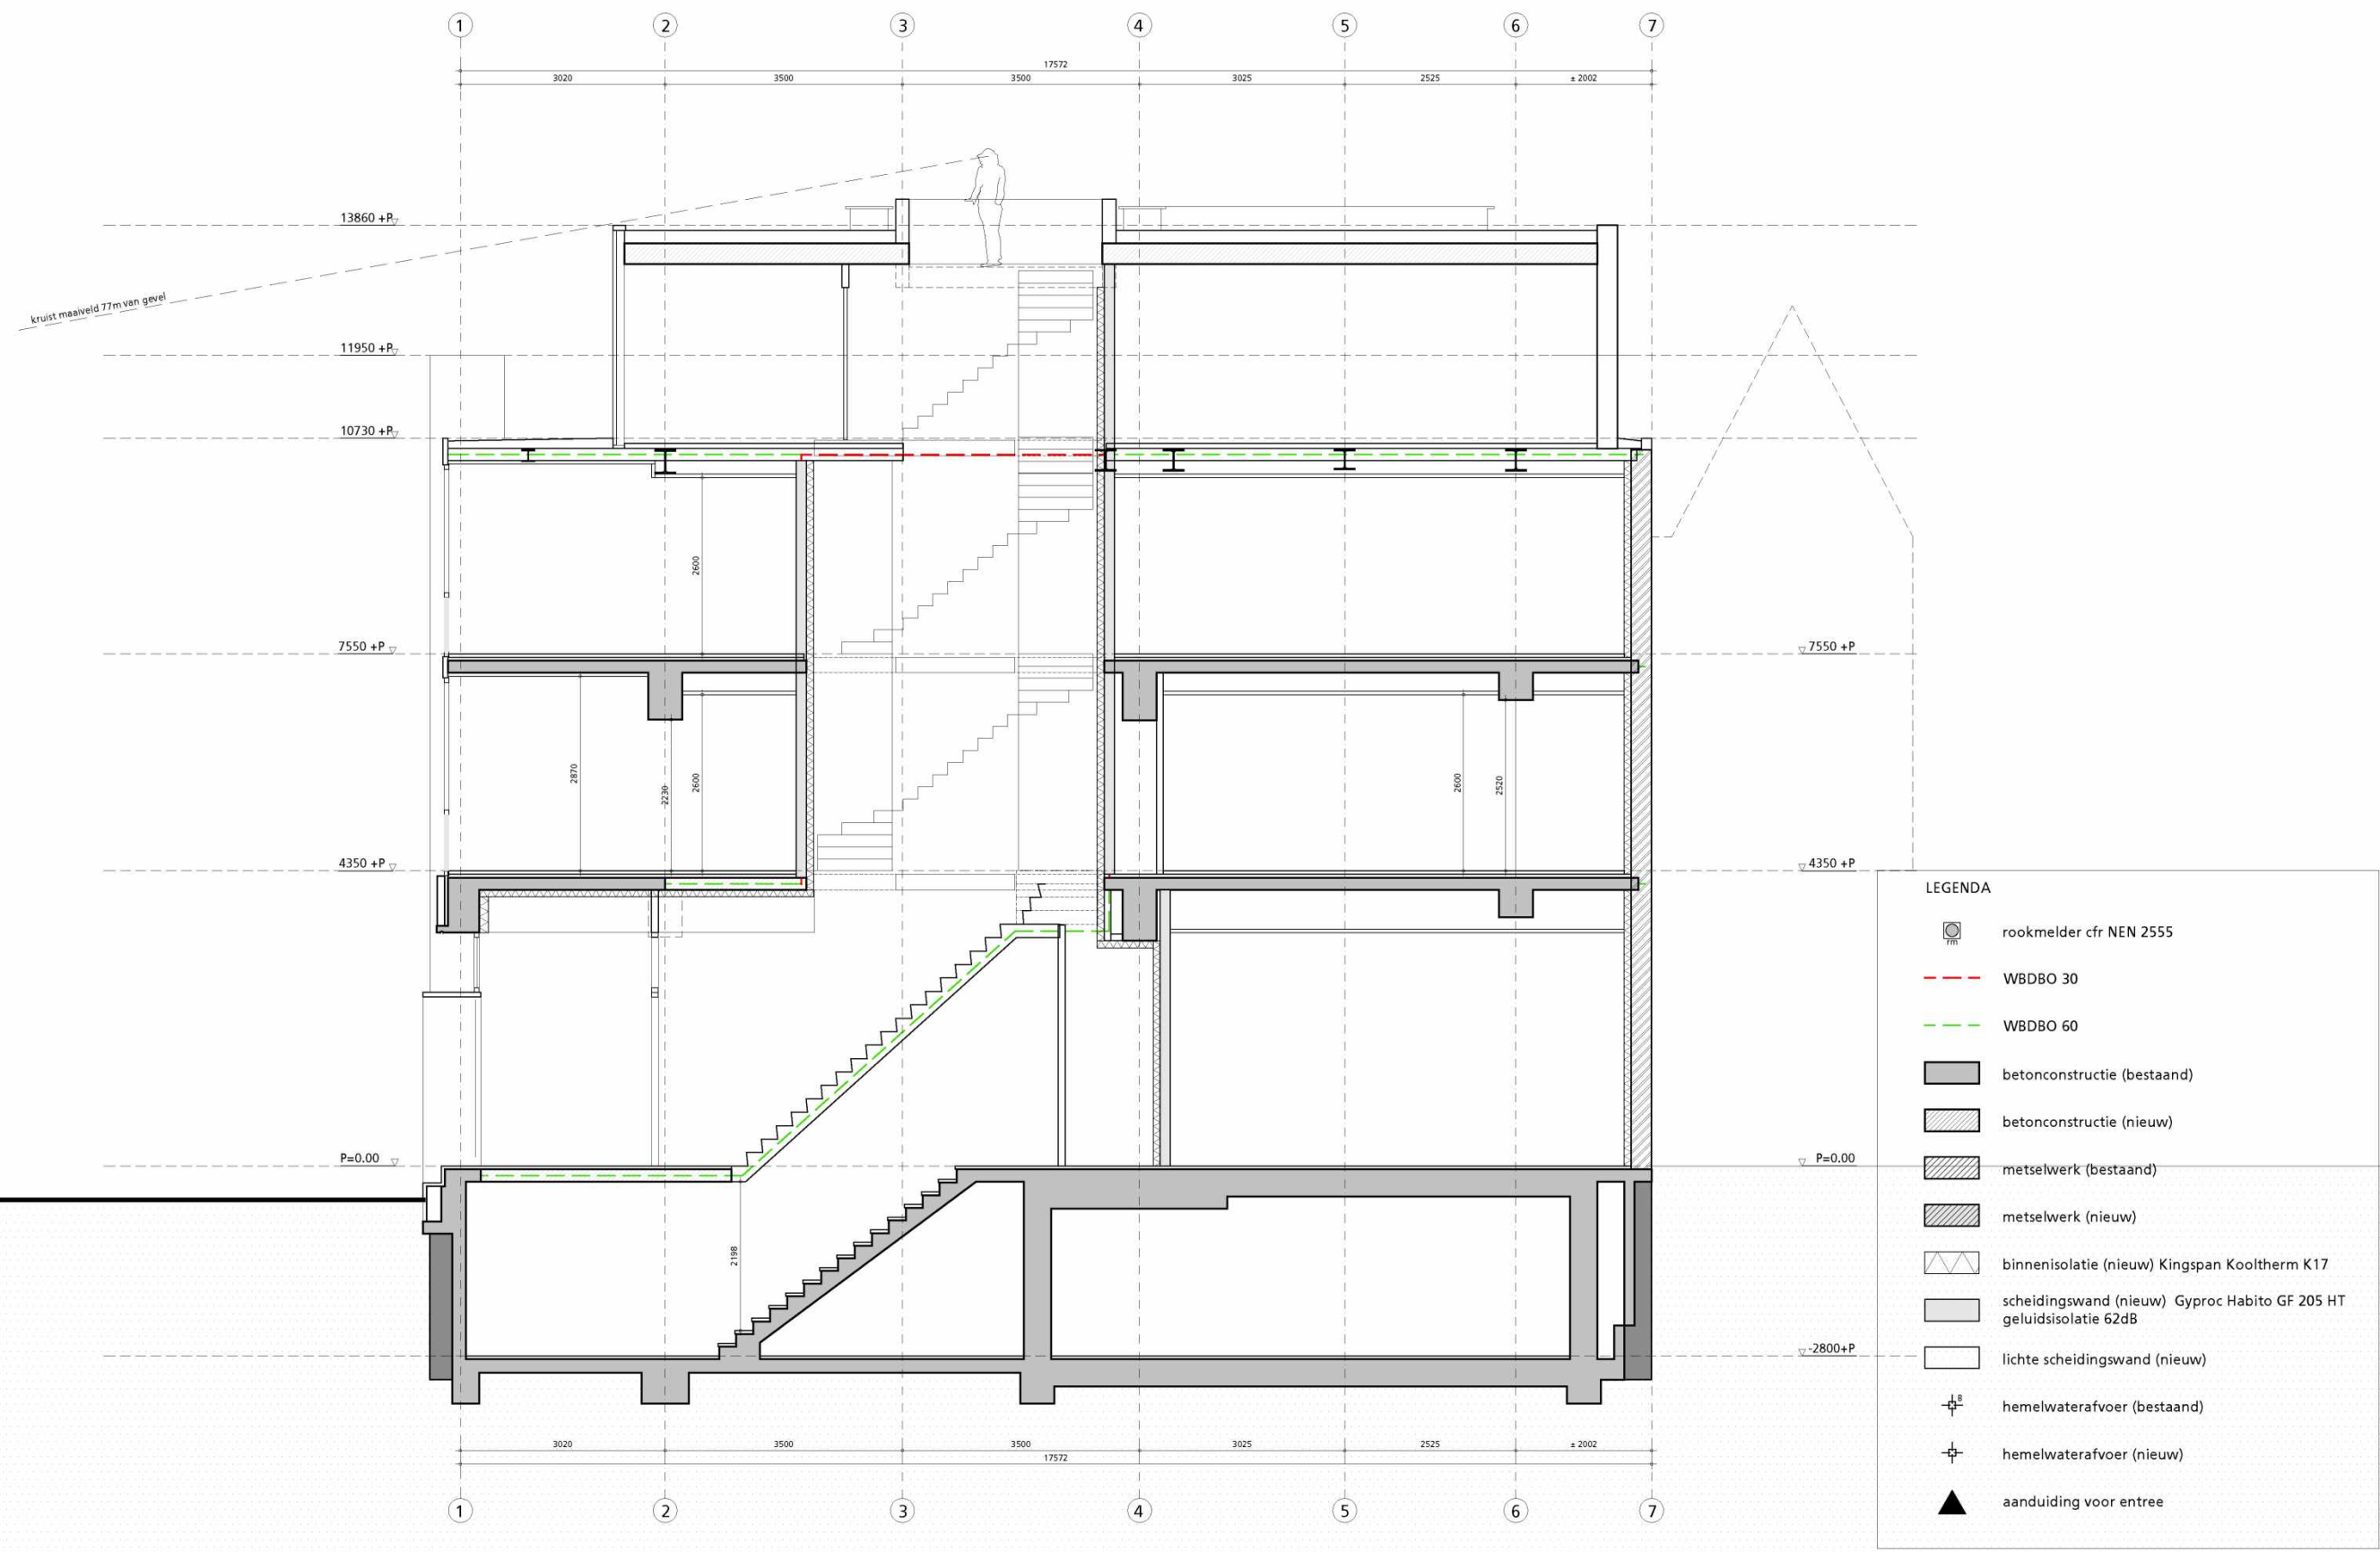 1 2 3 4 5 6 7
17572
3020 3500 3500 3025 2525 ± 2002
13860 +P
kruist maaiveld 77m van gevel
11950 +P
10730 +P
2600
7550 +P 7550 +P
2870 2230 2600 2600 2520
4350 +P 4350 +P
P=0.00 P=0.00
2198
-2800+P
3020 3500 3500 3025 2525 ± 2002
17572
1 2 3 4 5 6 7
LEGENDA
rm
rookmelder cfr NEN 2555
WBDBO 30
WBDBO 60
betonconstructie (bestaand)
betonconstructie (nieuw)
metselwerk (bestaand)
metselwerk (nieuw)
binnenisolatie (nieuw) Kingspan Kooltherm K17
scheidingswand (nieuw) Gyproc Habito GF 205 HT
geluidsisolatie 62dB
lichte scheidingswand (nieuw)
B
hemelwaterafvoer (bestaand)
hemelwaterafvoer (nieuw)
aanduiding voor entree